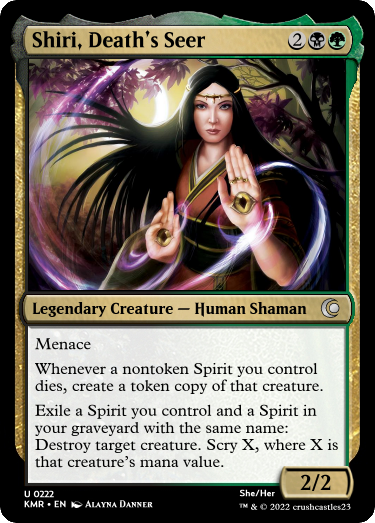 Shiri, Death's Seer 2
Legendary Creature — Human Shaman
Menace
Whenever a nontoken Spirit you control
dies, create a token copy of that creature.
Exile a Spirit you control and a Spirit in
your graveyard with the same name:
Destroy target creature. Scry X, where X is
that creature's mana value.
2/2
U 0222 She/Her
KMR • EN Alayna Danner ™ & © 2022 crushcastles23